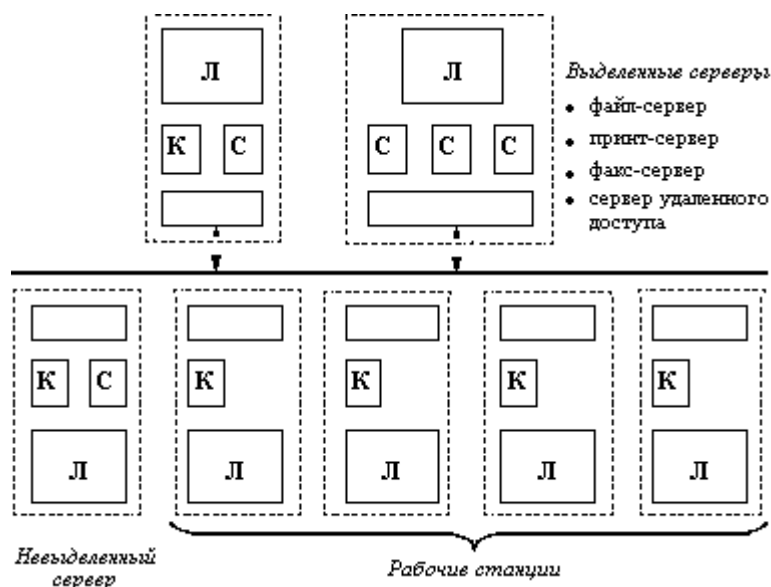 Л
Л
К С
С С С
Выделенные серверы
• файл-сервер
• принт-сервер
• факс-сервер
• сервер удаленного
доступа
К С
К
К
К
К
Л
Л
Л
Л
Л
Невыделенный
сервер
Рабочие станции